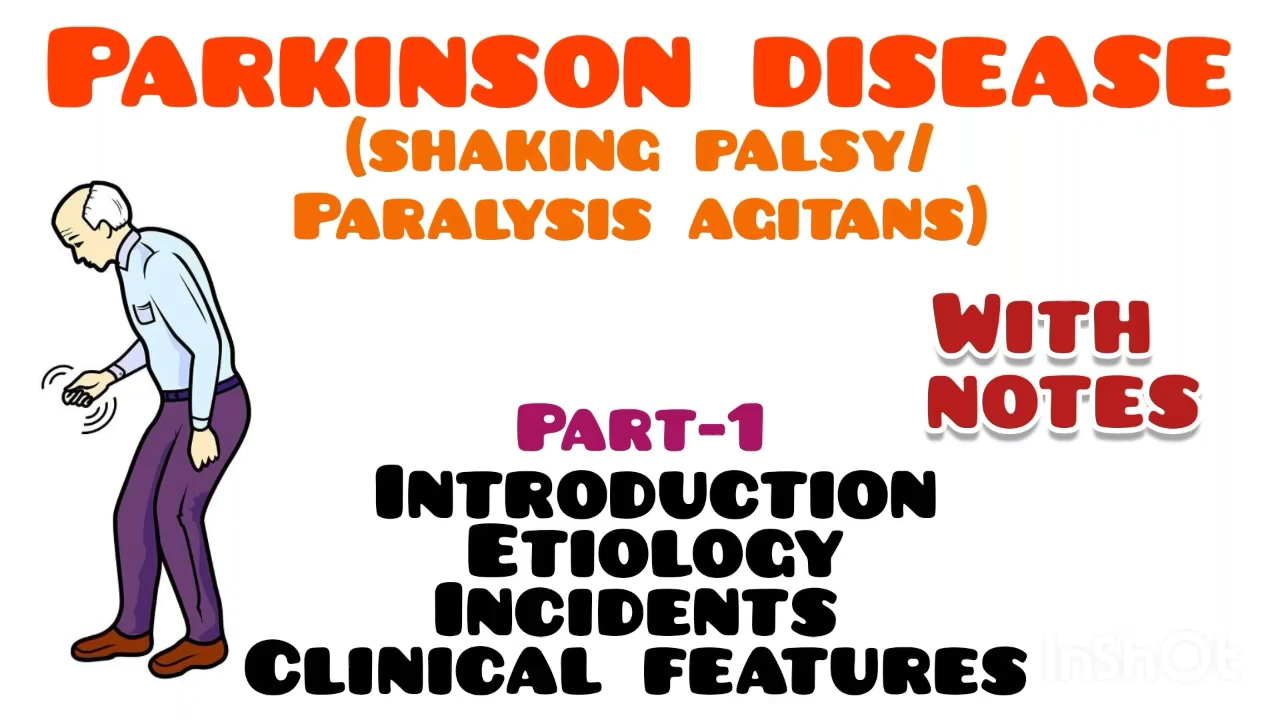 PARKINSON DISEASE
(SHAKING PALSY/
PARALYSIS AGITANS)
WITH
NOTES
PART-1
INTRODUCTION
ETIOLOGY
INCIDENTS
CLINICAL FEATURES
InShOt